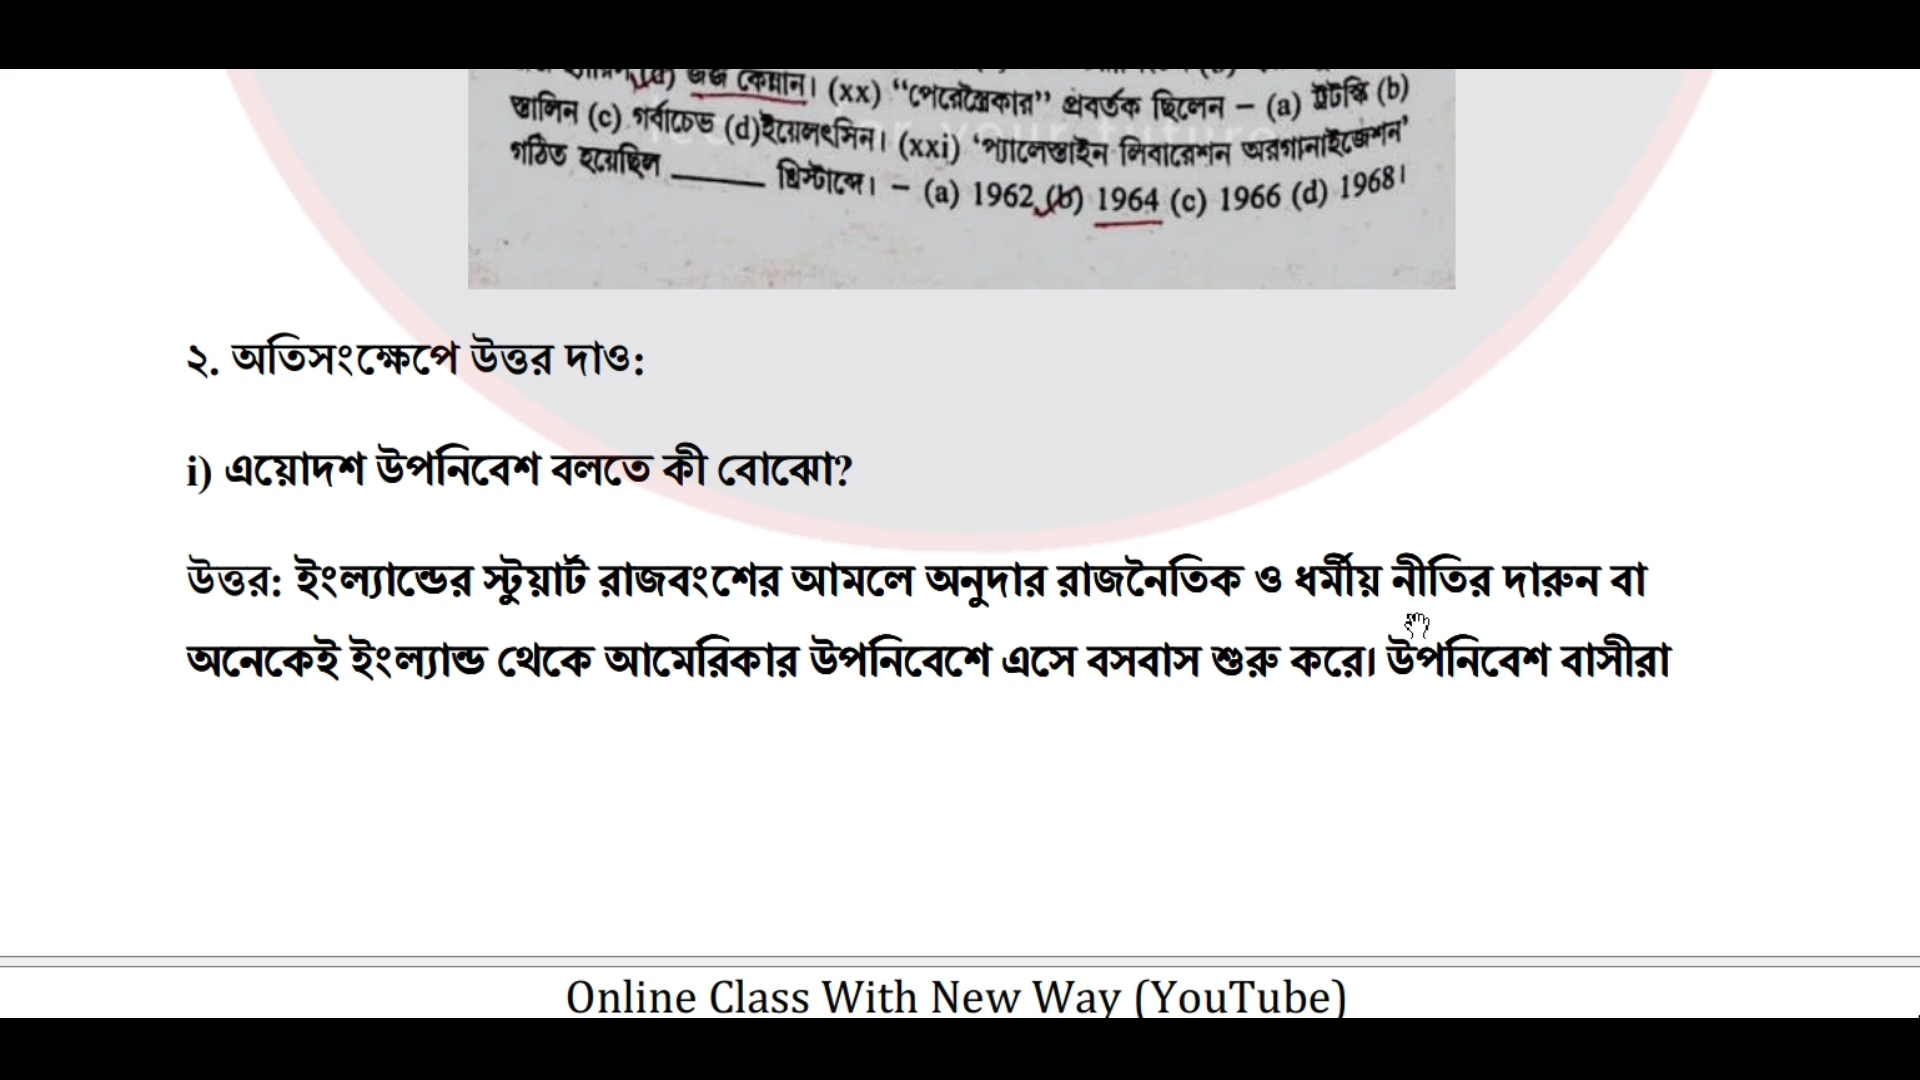 (d) জর্জ কেন্নান। (xx) “পেরেস্ত্রৈকার” প্রবর্তক ছিলেন – (a) ট্রটস্কি (b)
স্তালিন (c) গর্বাচেভ (d)ইয়েলৎসিন। (xxi) ‘প্যালেস্তাইন লিবারেশন অরগানাইজেশন’
গঠিত হয়েছিল ______ খ্রিস্টাব্দে। – (a) 1962 (b) 1964 (c) 1966 (d) 1968।
২. অতিসংক্ষেপে উত্তর দাও:
i) এয়োদশ উপনিবেশ বলতে কী বোঝো?
উত্তর: ইংল্যান্ডের স্টুয়ার্ট রাজবংশের আমলে অনুদার রাজনৈতিক ও ধর্মীয় নীতির দারুন বা
অনেকেই ইংল্যান্ড থেকে আমেরিকার উপনিবেশে এসে বসবাস শুরু করে। উপনিবেশ বাসীরা
Online Class With New Way (YouTube)